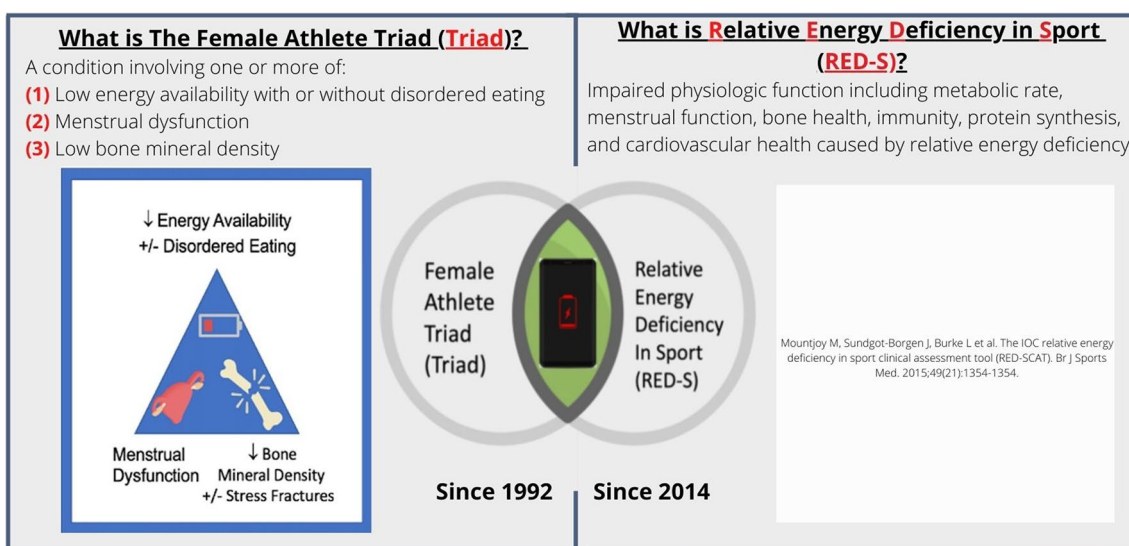 What is The Female Athlete Triad (Triad)?
A condition involving one or more of:
(1) Low energy availability with or without disordered eating
(2) Menstrual dysfunction
(3) Low bone mineral density
↓ Energy Availability
+/- Disordered Eating
Menstrual
Dysfunction
↓ Bone
Mineral Density
+/- Stress Fractures
Female
Athlete
Triad
(Triad)
Since 1992
What is Relative Energy Deficiency in Sport
(RED-S)?
Impaired physiologic function including metabolic rate,
menstrual function, bone health, immunity, protein synthesis,
and cardiovascular health caused by relative energy deficiency
Relative
Energy
Deficiency
In Sport
(RED-S)
Since 2014
Mountjoy M, Sundgot-Borgen J, Burke L et al. The IOC relative energy
deficiency in sport clinical assessment tool (RED-SCAT). Br J Sports
Med. 2015;49(21):1354-1354.